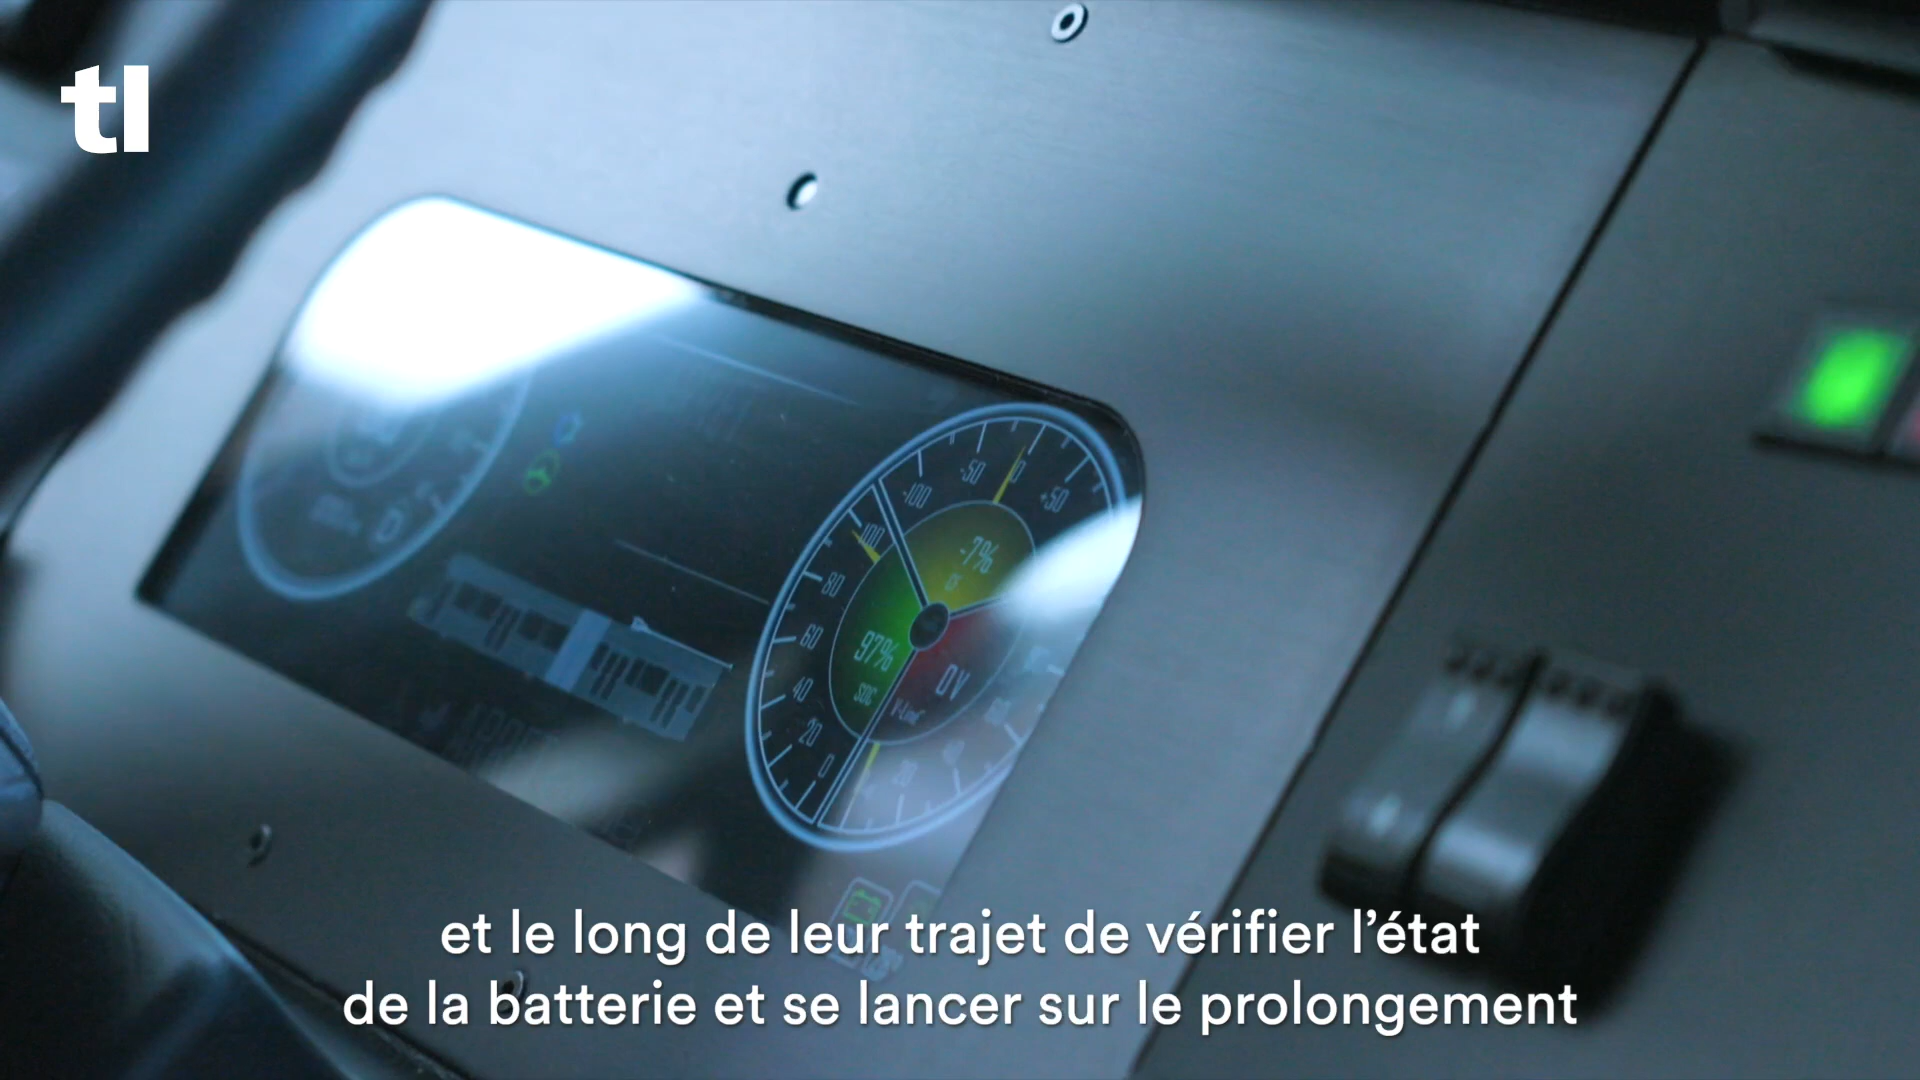 tl
-100
-50
0
+50
100
-7%
80
60
97%
SOC
0V
40
20
0
20
D
et le long de leur trajet de vérifier l’état
de la batterie et se lancer sur le prolongement